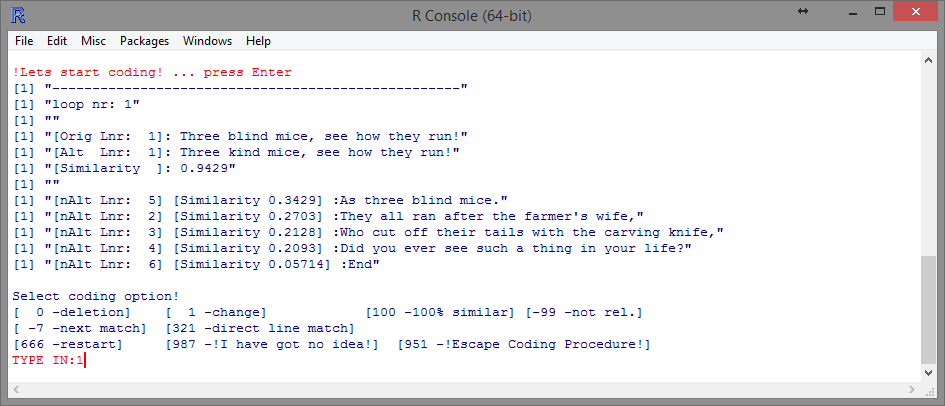 R Console (64-bit)
File Edit Misc Packages Windows Help
!Lets start coding! ... press Enter
[1] "---------------------------------------------------"
[1] "loop nr: 1"
[1] ""
[1] "[Orig Lnr:  1]: Three blind mice, see how they run!"
[1] "[Alt  Lnr:  1]: Three kind mice, see how they run!"
[1] "[Similarity  ]: 0.9429"
[1] ""
[1] "[nAlt Lnr:  5] [Similarity 0.3429] :As three blind mice."
[1] "[nAlt Lnr:  2] [Similarity 0.2703] :They all ran after the farmer's wife,"
[1] "[nAlt Lnr:  3] [Similarity 0.2128] :Who cut off their tails with the carving knife,"
[1] "[nAlt Lnr:  4] [Similarity 0.2093] :Did you ever see such a thing in your life?"
[1] "[nAlt Lnr:  6] [Similarity 0.05714] :End"
Select coding option!
[  0 -deletion]    [  1 -change]            [100 -100% similar] [-99 -not rel.]
[ -7 -next match]  [321 -direct line match]
[666 -restart]     [987 -!I have got no idea!]  [951 -!Escape Coding Procedure!]
TYPE IN:1